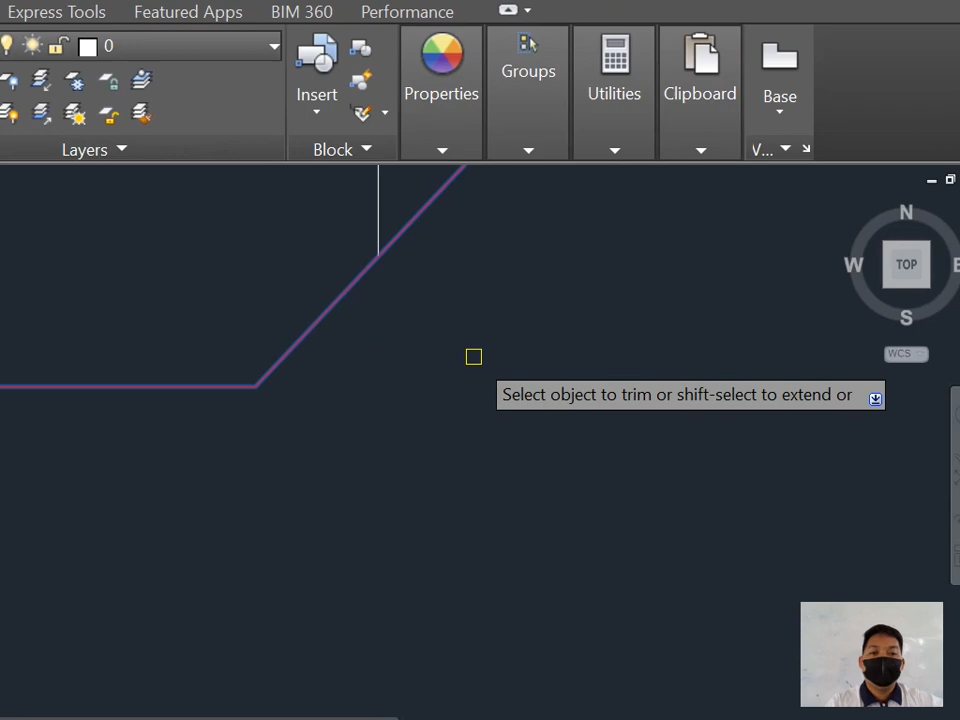 Express Tools Featured Apps BIM 360 Performance
0
Insert
Properties
Groups
Utilities
Clipboard
Base
Layers
Block
V...
N
W
TOP
E
S
WCS
Select object to trim or shift-select to extend or